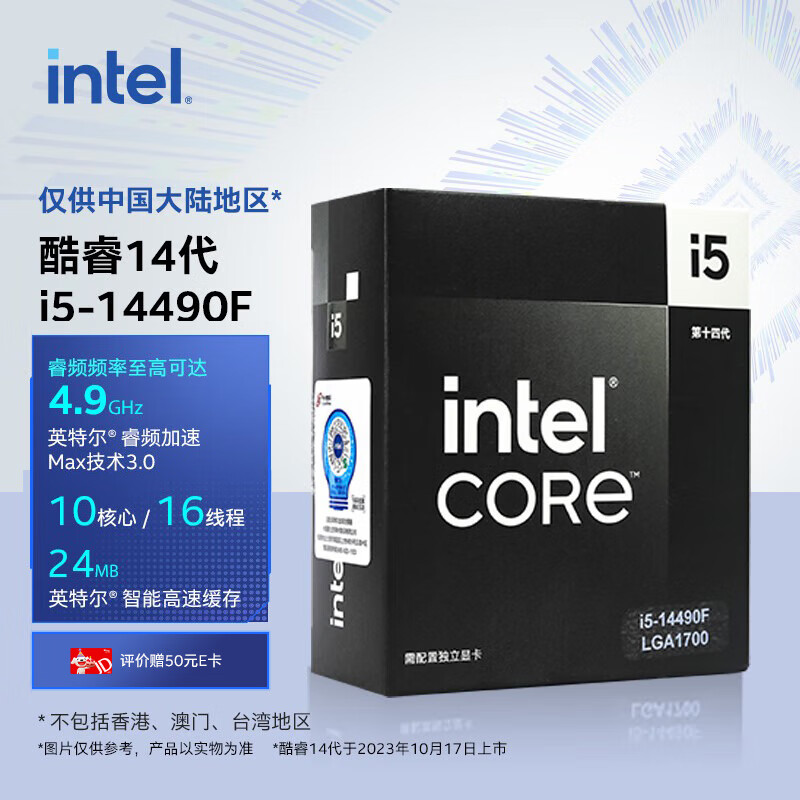 intel®
仅供中国大陆地区*
酷睿14代
i5-14490F
睿频频率至高可达
4.9GHz
英特尔® 睿频加速
Max技术3.0
10核心 / 16线程
24MB
英特尔® 智能高速缓存
评价赠50元E卡
* 不包括香港、澳门、台湾地区
*图片仅供参考，产品以实物为准 *酷睿14代于2023年10月17日上市
i5
第十四代
i5
intel®
CORE™
intel
i5-14490F
LGA1700
需配置独立显卡